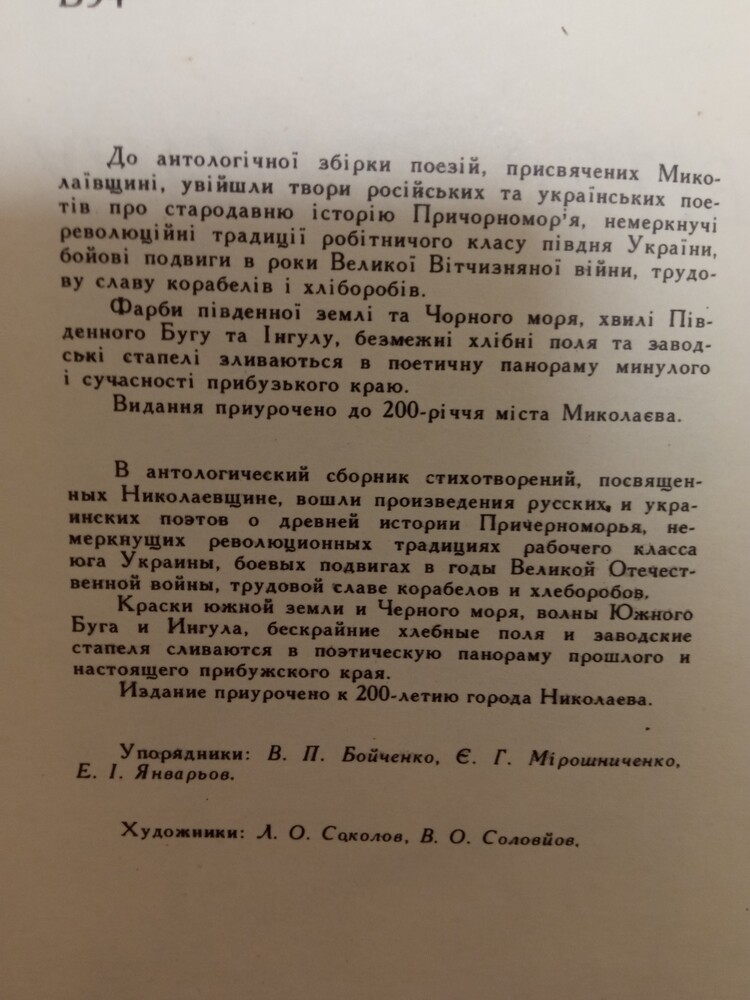 До антологічної збірки поезій, присвячених Мико-
лаївщині, увійшли твори російських та українських пое-
тів про стародавню історію Причорномор'я, немеркнучі
революційні традиції робітничого класу півдня України,
бойові подвиги в роки Великої Вітчизняної війни, трудо-
ву славу корабелів і хліборобів.
Фарби південної землі та Чорного моря, хвилі Пів-
денного Бугу та Інгулу, безмежні хлібні поля та завод-
ські стапелі зливаються в поетичну панораму минулого
і сучасності прибузького краю.
Видання приурочено до 200-річчя міста Миколаєва.
В антологический сборник стихотворений, посвящен-
ных Николаевщине, вошли произведения русских и укра-
инских поэтов о древней истории Причерноморья, не-
меркнущих революционных традициях рабочего класса
юга Украины, боевых подвигах в годы Великой Отечест-
венной войны, трудовой славе корабелов и хлеборобов.
Краски южной земли и Черного моря, волны Южного
Буга и Ингула, бескрайние хлебные поля и заводские
стапеля сливаются в поэтическую панораму прошлого и
настоящего прибужского края.
Издание приурочено к 200-летию города Николаева.
Упорядники: В. П. Бойченко, Є. Г. Мірошниченко,
Е. І. Январьов.
Художники: Л. О. Соколов, В. О. Соловйов.